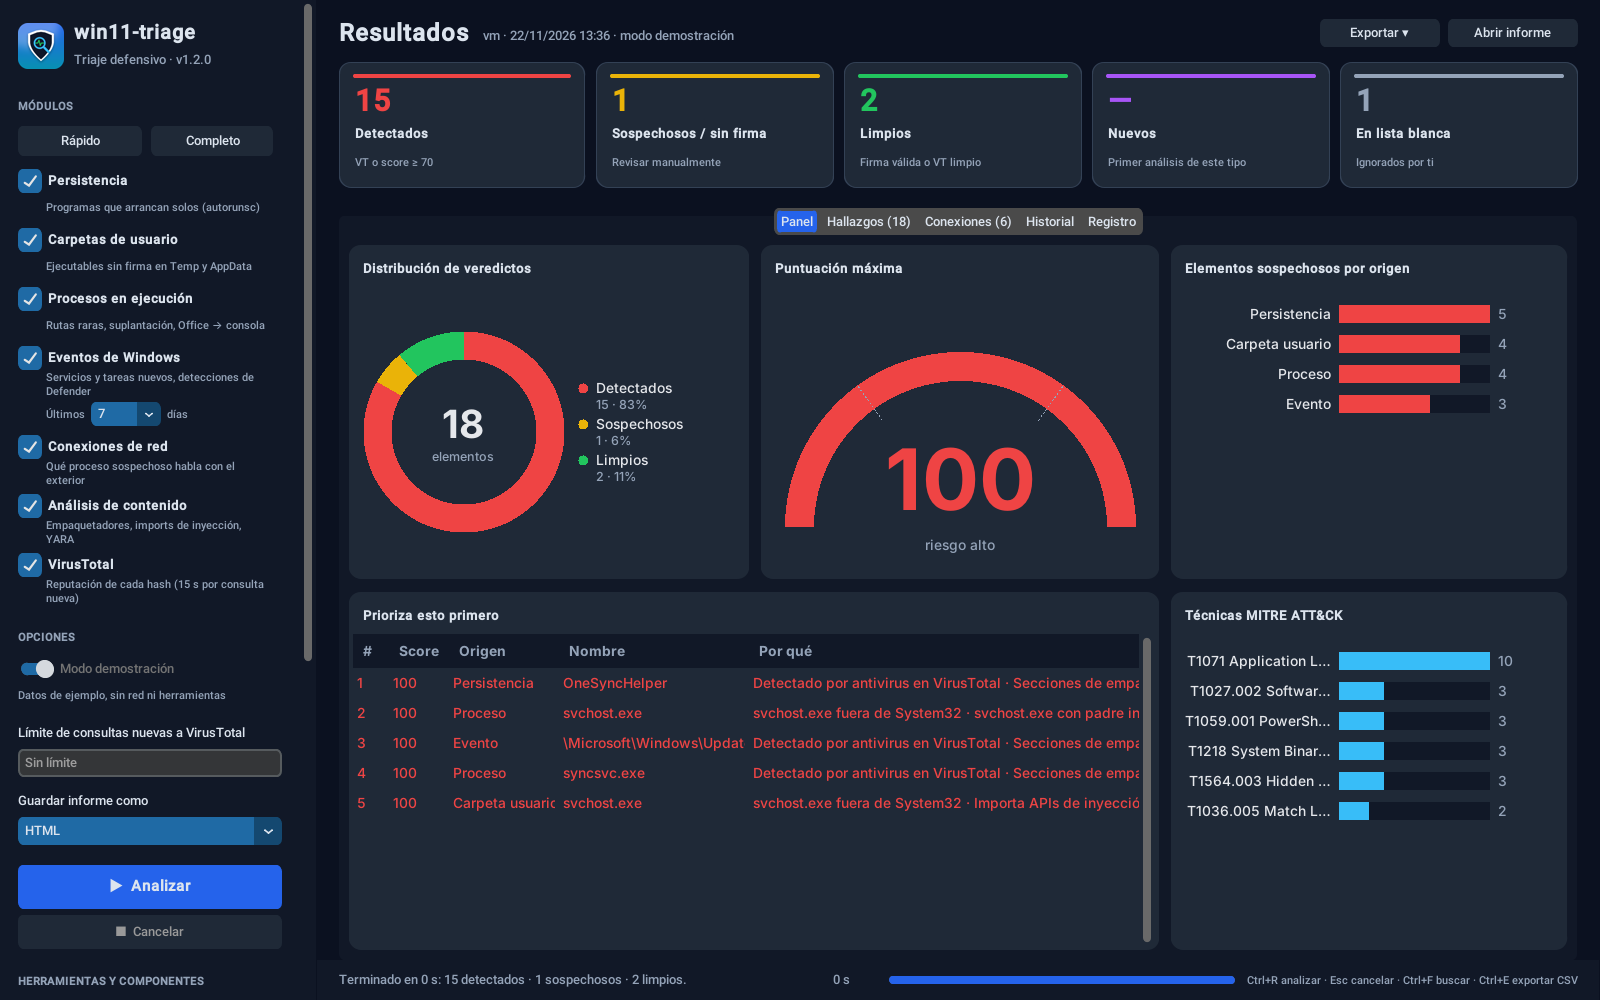 win11-triage
Triaje defensivo · v1.2.0
MÓDULOS
Rápido
Completo
Persistencia
Programas que arrancan solos (autorunsc)
Carpetas de usuario
Ejecutables sin firma en Temp y AppData
Procesos en ejecución
Rutas raras, suplantación, Office → consola
Eventos de Windows
Servicios y tareas nuevos, detecciones de
Defender
Últimos 7 días
Conexiones de red
Qué proceso sospechoso habla con el
exterior
Análisis de contenido
Empaquetadores, imports de inyección,
YARA
VirusTotal
Reputación de cada hash (15 s por consulta
nueva)
OPCIONES
Modo demostración
Datos de ejemplo, sin red ni herramientas
Límite de consultas nuevas a VirusTotal
Sin límite
Guardar informe como
HTML
▶ Analizar
■ Cancelar
HERRAMIENTAS Y COMPONENTES
Resultados
vm · 22/11/2026 13:36 · modo demostración
Exportar ▾
Abrir informe
15
Detectados
VT o score ≥ 70
1
Sospechosos / sin firma
Revisar manualmente
2
Limpios
Firma válida o VT limpio
—
Nuevos
Primer análisis de este tipo
1
En lista blanca
Ignorados por ti
Panel
Hallazgos (18)
Conexiones (6)
Historial
Registro
Distribución de veredictos
18
elementos
Detectados
15 · 83%
Sospechosos
1 · 6%
Limpios
2 · 11%
Puntuación máxima
100
riesgo alto
Elementos sospechosos por origen
Persistencia 5
Carpeta usuario 4
Proceso 4
Evento 3
Prioriza esto primero
# Score Origen Nombre Por qué
1 100 Persistencia OneSyncHelper Detectado por antivirus en VirusTotal · Secciones de empa
2 100 Proceso svchost.exe svchost.exe fuera de System32 · svchost.exe con padre in
3 100 Evento \Microsoft\Windows\Updat Detectado por antivirus en VirusTotal · Secciones de empa
4 100 Proceso syncsvc.exe Detectado por antivirus en VirusTotal · Secciones de empa
5 100 Carpeta usuaric svchost.exe svchost.exe fuera de System32 · Importa APIs de inyecció
Técnicas MITRE ATT&CK
T1071 Application L... 10
T1027.002 Softwar... 3
T1059.001 PowerSh... 3
T1218 System Binar... 3
T1564.003 Hidden ... 3
T1036.005 Match L... 2
Terminado en 0 s: 15 detectados · 1 sospechosos · 2 limpios.
0 s
Ctrl+R analizar · Esc cancelar · Ctrl+F buscar · Ctrl+E exportar CSV